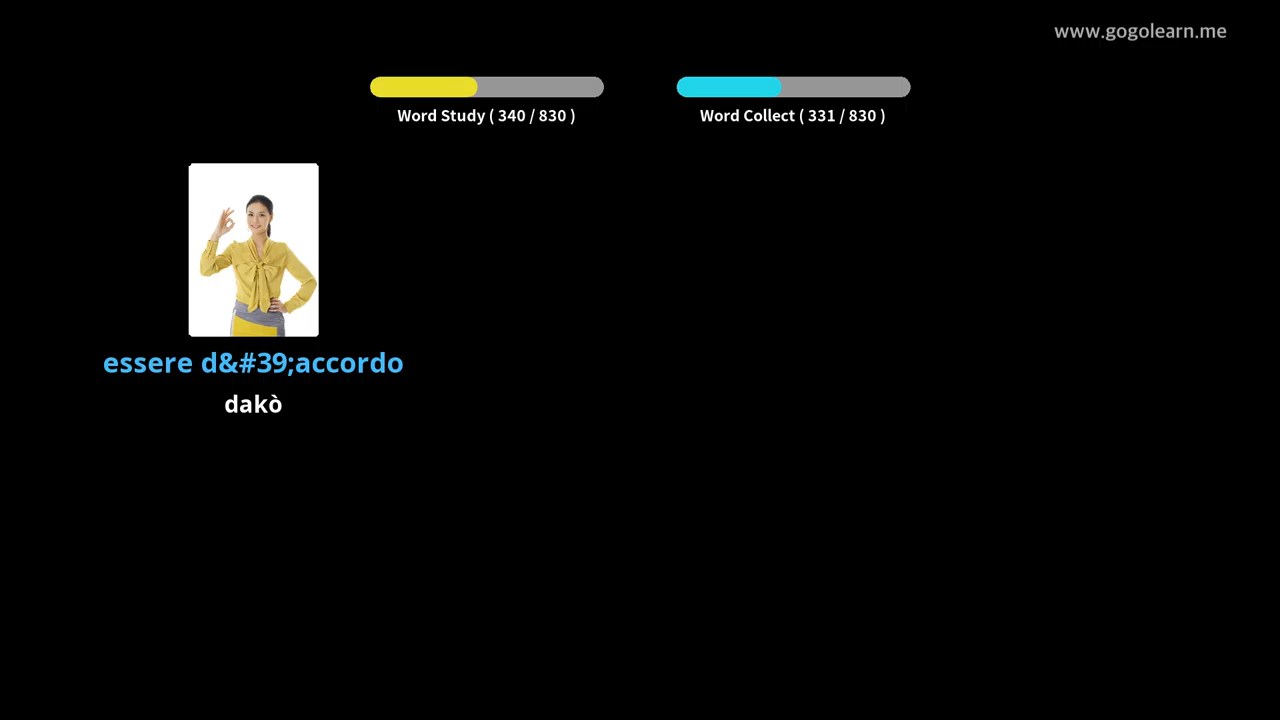 www.gogolearn.me
Word Study ( 340 / 830 )
Word Collect ( 331 / 830 )
essere d&#39;accordo
dakò